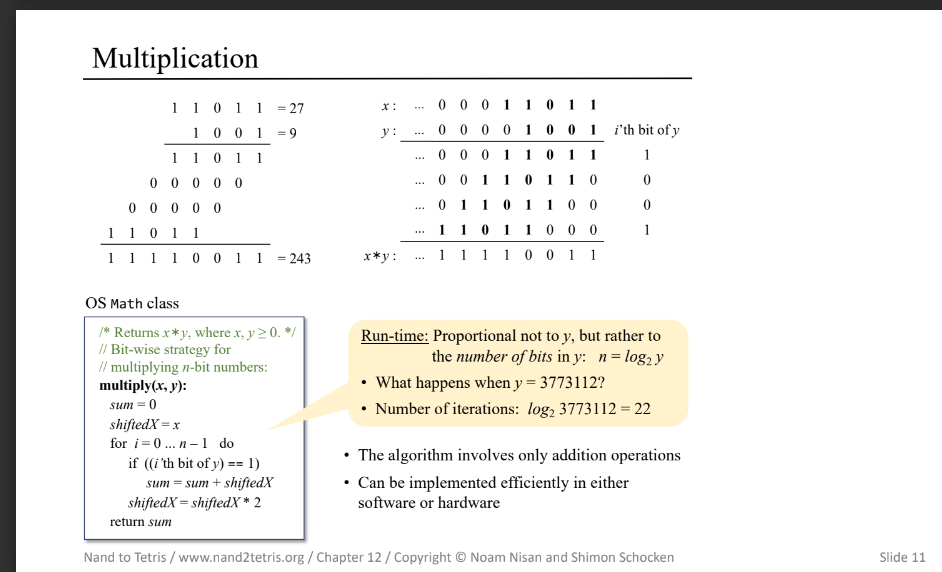 Multiplication
1 1 0 1 1 = 27
1 0 0 1 = 9
1 1 0 1 1
0 0 0 0 0
0 0 0 0 0
1 1 0 1 1
1 1 1 1 0 0 1 1 = 243
x: ... 0 0 0 1 1 0 1 1
y: ... 0 0 0 0 1 0 0 1 i'th bit of y
... 0 0 0 1 1 0 1 1 1
... 0 0 1 1 0 1 1 0 0
... 0 1 1 0 1 1 0 0 0
... 1 1 0 1 1 0 0 0 1
x*y: ... 1 1 1 1 0 0 1 1
OS Math class
/* Returns x*y, where x, y ≥ 0. */
// Bit-wise strategy for
// multiplying n-bit numbers:
multiply(x, y):
sum = 0
shiftedX = x
for i = 0 ... n – 1 do
if ((i'th bit of y) == 1)
sum = sum + shiftedX
shiftedX = shiftedX * 2
return sum
Run-time: Proportional not to y, but rather to
the number of bits in y: n = log₂ y
• What happens when y = 3773112?
• Number of iterations: log₂ 3773112 = 22
• The algorithm involves only addition operations
• Can be implemented efficiently in either
software or hardware
Nand to Tetris / www.nand2tetris.org / Chapter 12 / Copyright © Noam Nisan and Shimon Schocken
Slide 11